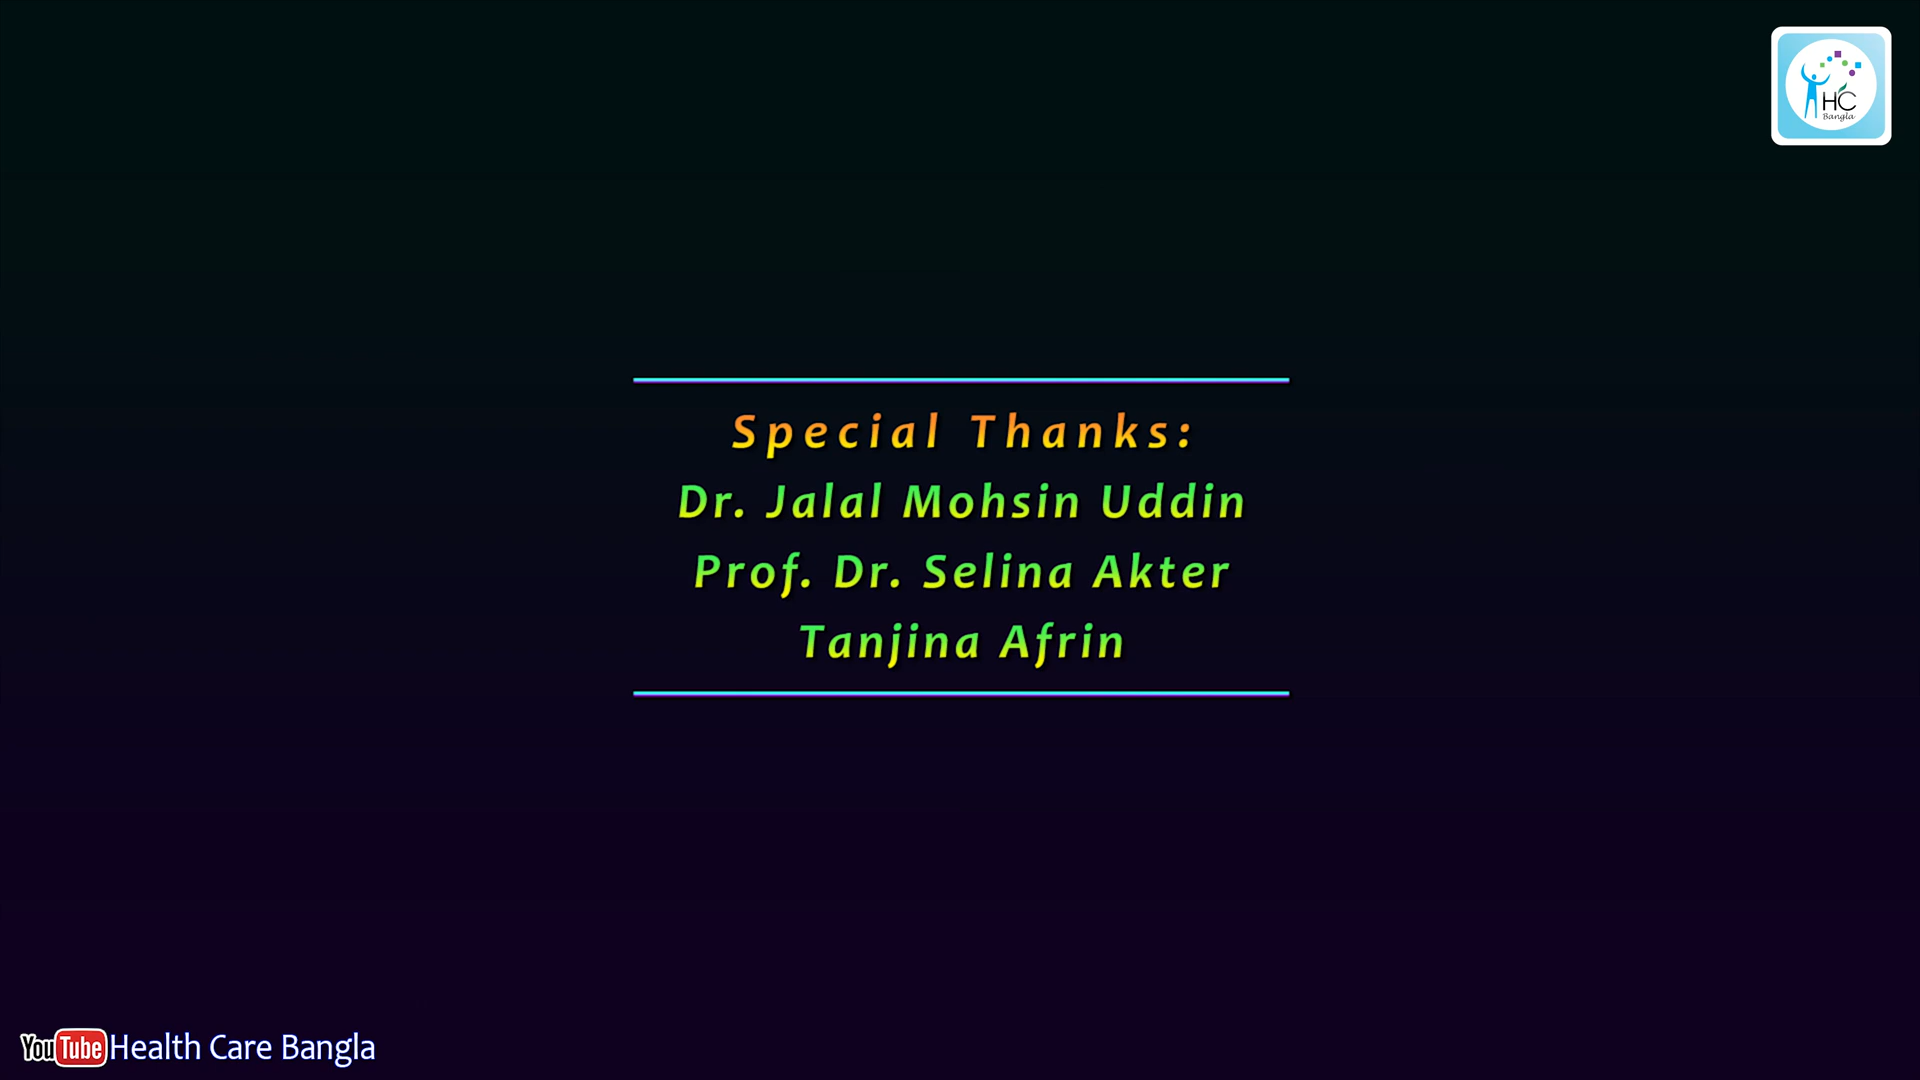 HC
Bangla
Special Thanks:
Dr. Jalal Mohsin Uddin
Prof. Dr. Selina Akter
Tanjina Afrin
YouTube Health Care Bangla